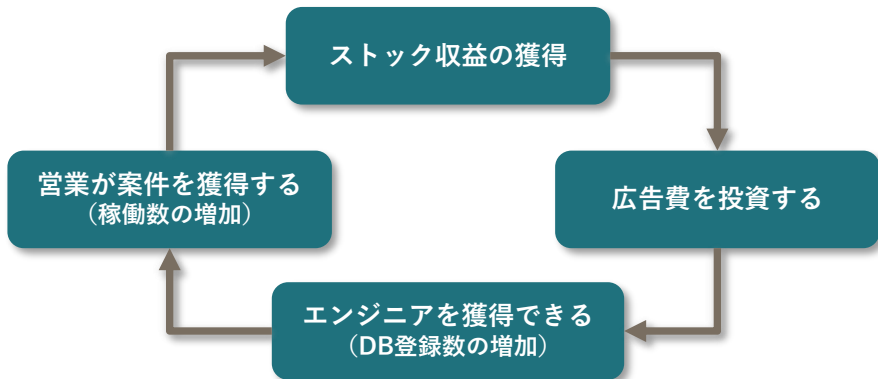 ストック収益の獲得
営業が案件を獲得する
（稼働数の増加）
広告費を投資する
エンジニアを獲得できる
（DB登録数の増加）